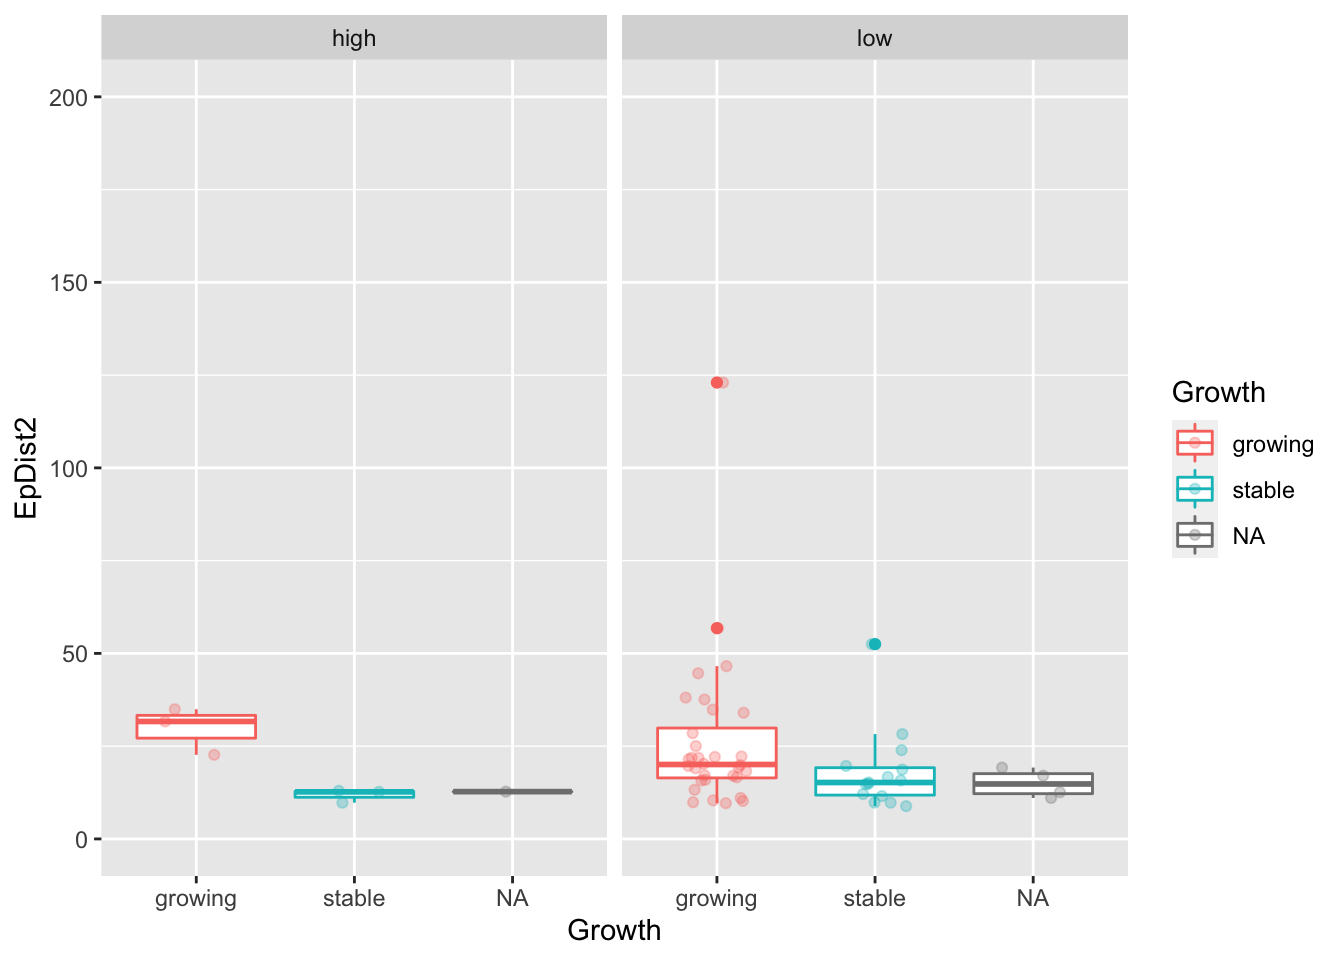 high
low
200
150
100
50
0
EpDist2
growing
stable
NA
growing
stable
NA
Growth
Growth
growing
stable
NA